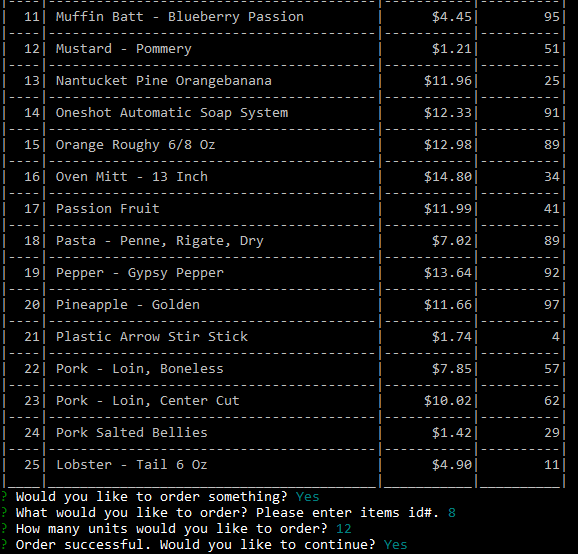 11 Muffin Batt - Blueberry Passion $4.45 95
12 Mustard - Pommery $1.21 51
13 Nantucket Pine Orangebanana $11.96 25
14 Oneshot Automatic Soap System $12.33 91
15 Orange Roughy 6/8 Oz $12.98 89
16 Oven Mitt - 13 Inch $14.80 34
17 Passion Fruit $11.99 41
18 Pasta - Penne, Rigate, Dry $7.02 89
19 Pepper - Gypsy Pepper $13.64 92
20 Pineapple - Golden $11.66 97
21 Plastic Arrow Stir Stick $1.74 4
22 Pork - Loin, Boneless $7.85 57
23 Pork - Loin, Center Cut $10.02 62
24 Pork Salted Bellies $1.42 29
25 Lobster - Tail 6 Oz $4.90 11
? Would you like to order something? Yes
? What would you like to order? Please enter items id#. 8
? How many units would you like to order? 12
? Order successful. Would you like to continue? Yes